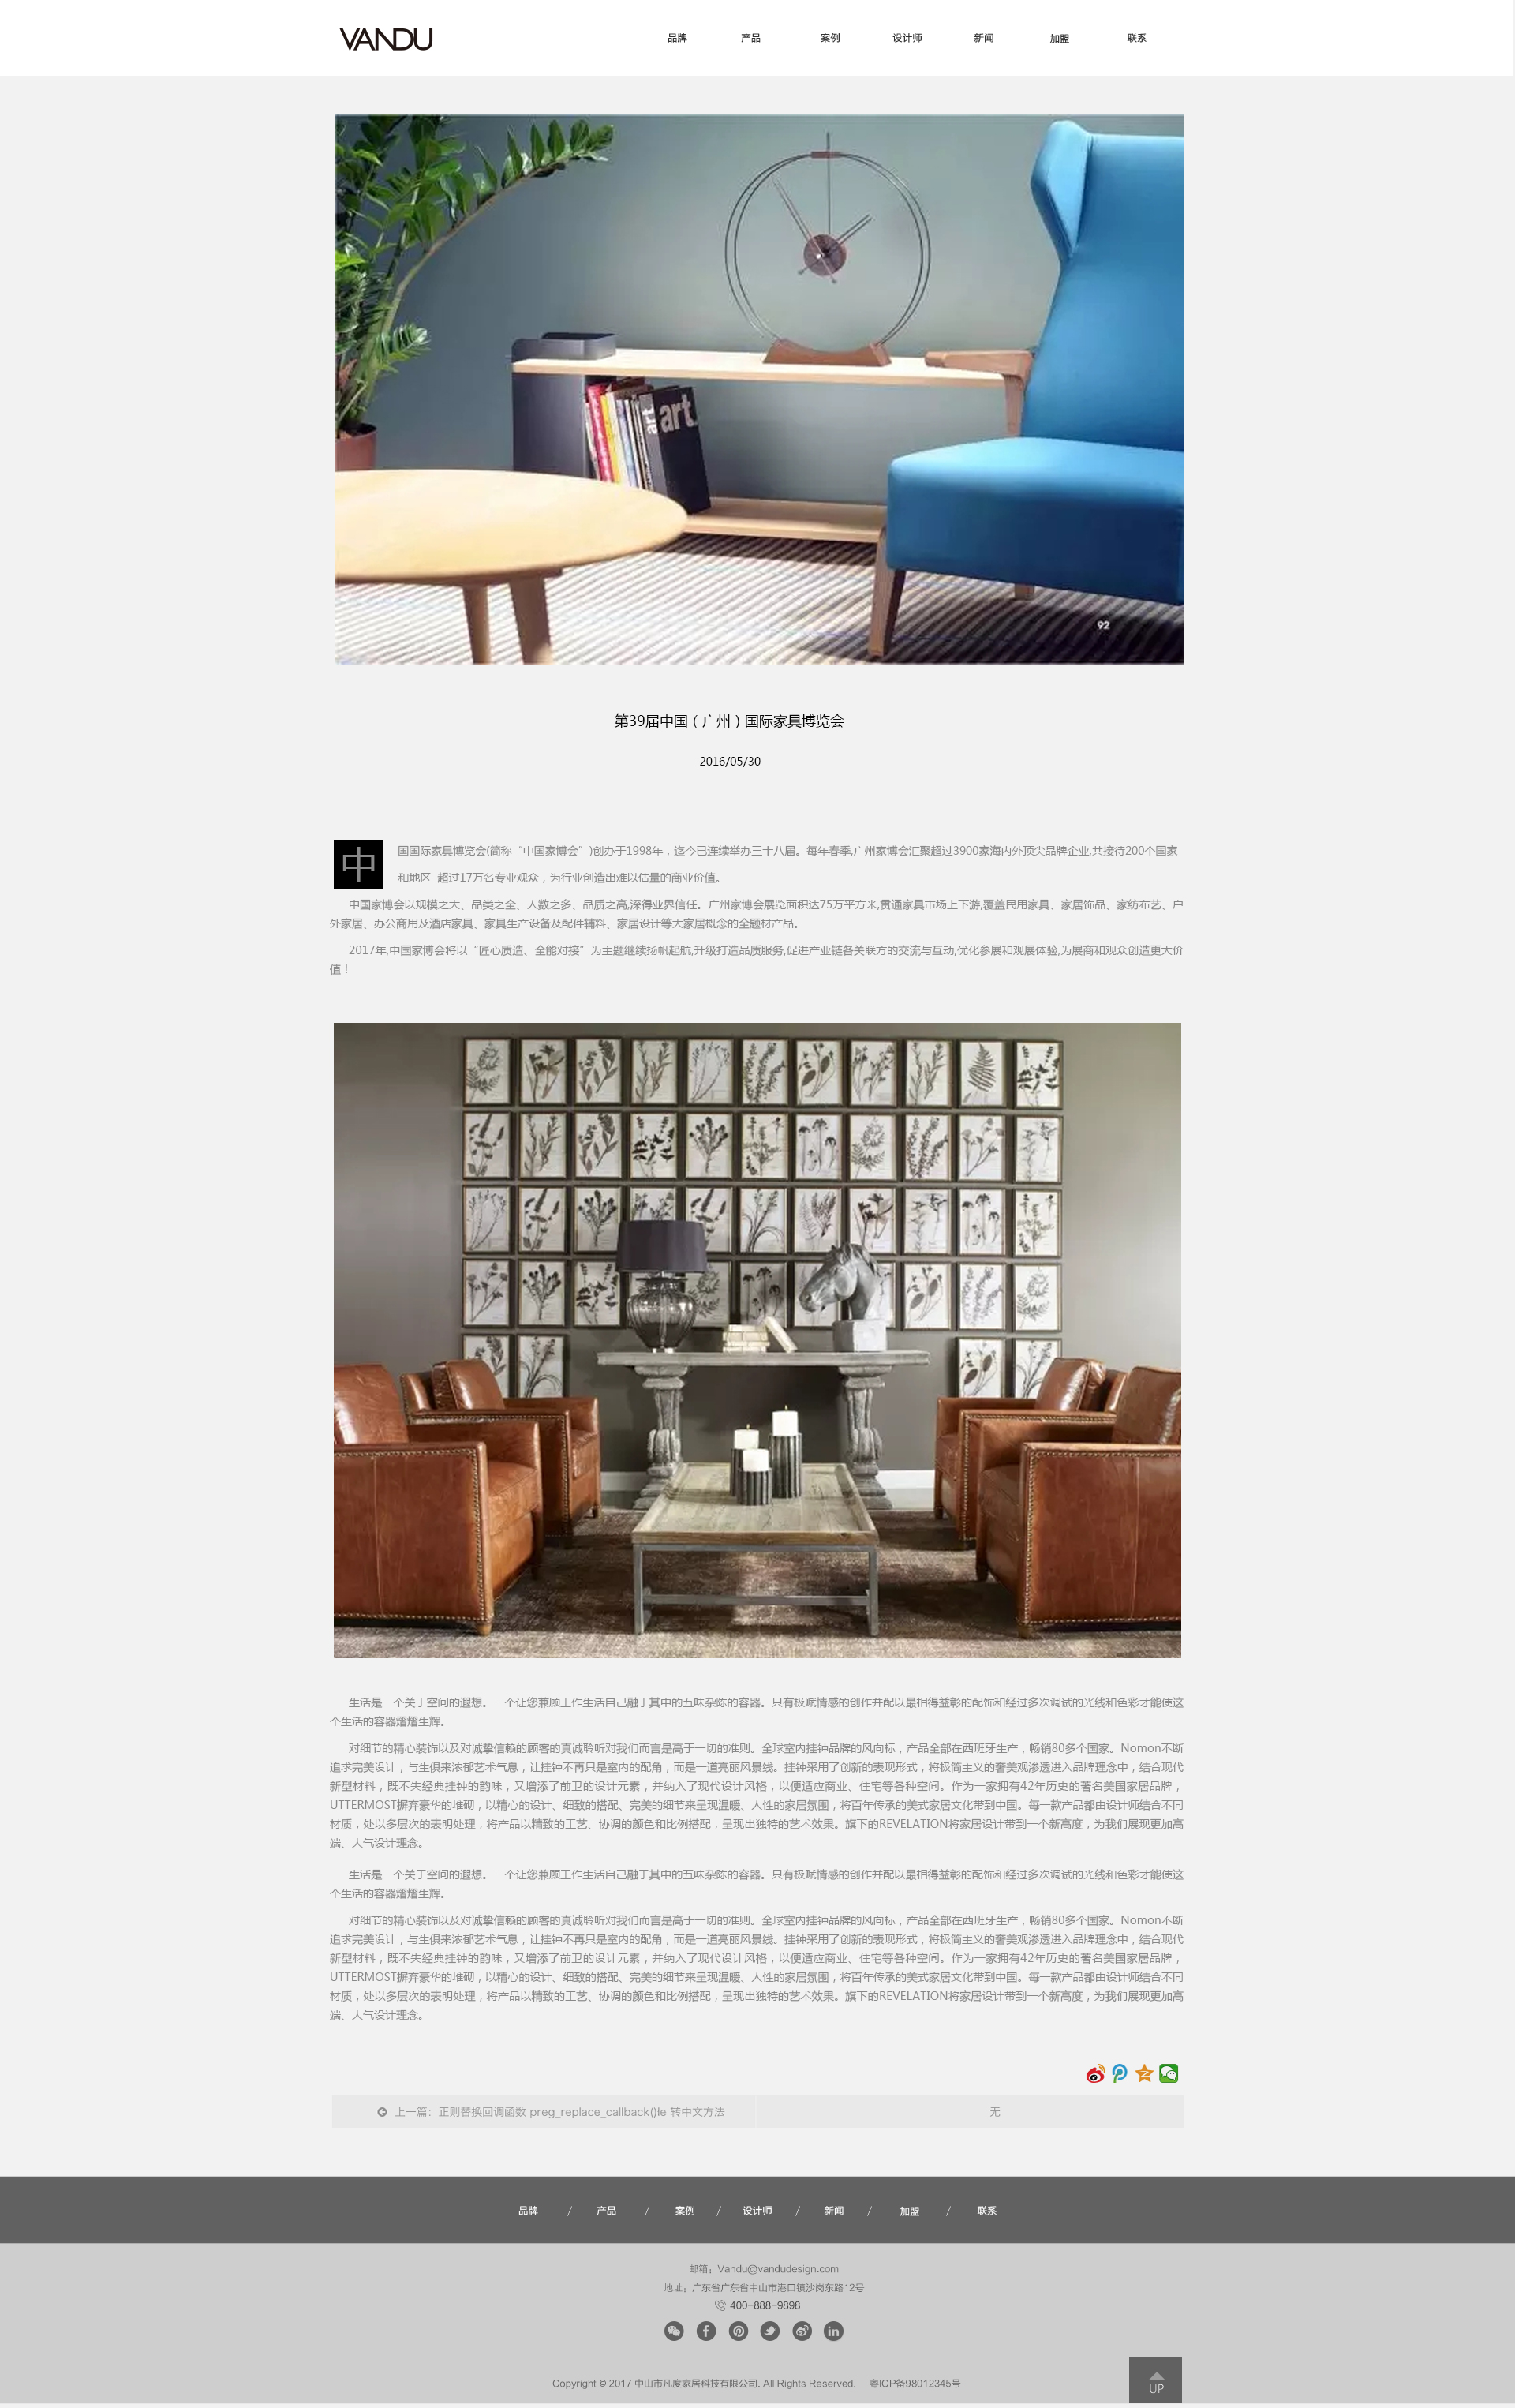 VANDU
品牌 产品 案例 设计师 新闻 加盟 联系
art.
art
92
第39届中国（广州）国际家具博览会
2016/05/30
中
国国际家具博览会(简称“中国家博会”)创办于1998年，迄今已连续举办三十八届。每年春季,广州家博会汇聚超过3900家海内外顶尖品牌企业,共接待200个国家
和地区 超过17万名专业观众，为行业创造出难以估量的商业价值。
中国家博会以规模之大、品类之全、人数之多、品质之高,深得业界信任。广州家博会展览面积达75万平方米,贯通家具市场上下游,覆盖民用家具、家居饰品、家纺布艺、户
外家居、办公商用及酒店家具、家具生产设备及配件辅料、家居设计等大家居概念的全题材产品。
2017年,中国家博会将以“匠心质造、全能对接”为主题继续扬帆起航,升级打造品质服务,促进产业链各关联方的交流与互动,优化参展和观展体验,为展商和观众创造更大价
值！
生活是一个关于空间的遐想。一个让您兼顾工作生活自己融于其中的五味杂陈的容器。只有极赋情感的创作并配以最相得益彰的配饰和经过多次调试的光线和色彩才能使这
个生活的容器熠熠生辉。
对细节的精心装饰以及对诚挚信赖的顾客的真诚聆听对我们而言是高于一切的准则。全球室内挂钟品牌的风向标，产品全部在西班牙生产，畅销80多个国家。Nomon不断
追求完美设计，与生俱来浓郁艺术气息，让挂钟不再只是室内的配角，而是一道亮丽风景线。挂钟采用了创新的表现形式，将极简主义的奢美观渗透进入品牌理念中，结合现代
新型材料，既不失经典挂钟的韵味，又增添了前卫的设计元素，并纳入了现代设计风格，以便适应商业、住宅等各种空间。作为一家拥有42年历史的著名美国家居品牌，
UTTERMOST摒弃豪华的堆砌，以精心的设计、细致的搭配、完美的细节来呈现温暖、人性的家居氛围，将百年传承的美式家居文化带到中国。每一款产品都由设计师结合不同
材质，处以多层次的表明处理，将产品以精致的工艺、协调的颜色和比例搭配，呈现出独特的艺术效果。旗下的REVELATION将家居设计带到一个新高度，为我们展现更加高
端、大气设计理念。
生活是一个关于空间的遐想。一个让您兼顾工作生活自己融于其中的五味杂陈的容器。只有极赋情感的创作并配以最相得益彰的配饰和经过多次调试的光线和色彩才能使这
个生活的容器熠熠生辉。
对细节的精心装饰以及对诚挚信赖的顾客的真诚聆听对我们而言是高于一切的准则。全球室内挂钟品牌的风向标，产品全部在西班牙生产，畅销80多个国家。Nomon不断
追求完美设计，与生俱来浓郁艺术气息，让挂钟不再只是室内的配角，而是一道亮丽风景线。挂钟采用了创新的表现形式，将极简主义的奢美观渗透进入品牌理念中，结合现代
新型材料，既不失经典挂钟的韵味，又增添了前卫的设计元素，并纳入了现代设计风格，以便适应商业、住宅等各种空间。作为一家拥有42年历史的著名美国家居品牌，
UTTERMOST摒弃豪华的堆砌，以精心的设计、细致的搭配、完美的细节来呈现温暖、人性的家居氛围，将百年传承的美式家居文化带到中国。每一款产品都由设计师结合不同
材质，处以多层次的表明处理，将产品以精致的工艺、协调的颜色和比例搭配，呈现出独特的艺术效果。旗下的REVELATION将家居设计带到一个新高度，为我们展现更加高
端、大气设计理念。
上一篇：正则替换回调函数 preg_replace_callback()le 转中文方法 无
品牌 / 产品 / 案例 / 设计师 / 新闻 / 加盟 / 联系
邮箱：Vandu@vandudesign.com
地址：广东省广东省中山市港口镇沙岗东路12号
400-888-9898
Copyright © 2017 中山市凡度家居科技有限公司. All Rights Reserved. 粤ICP备98012345号
UP